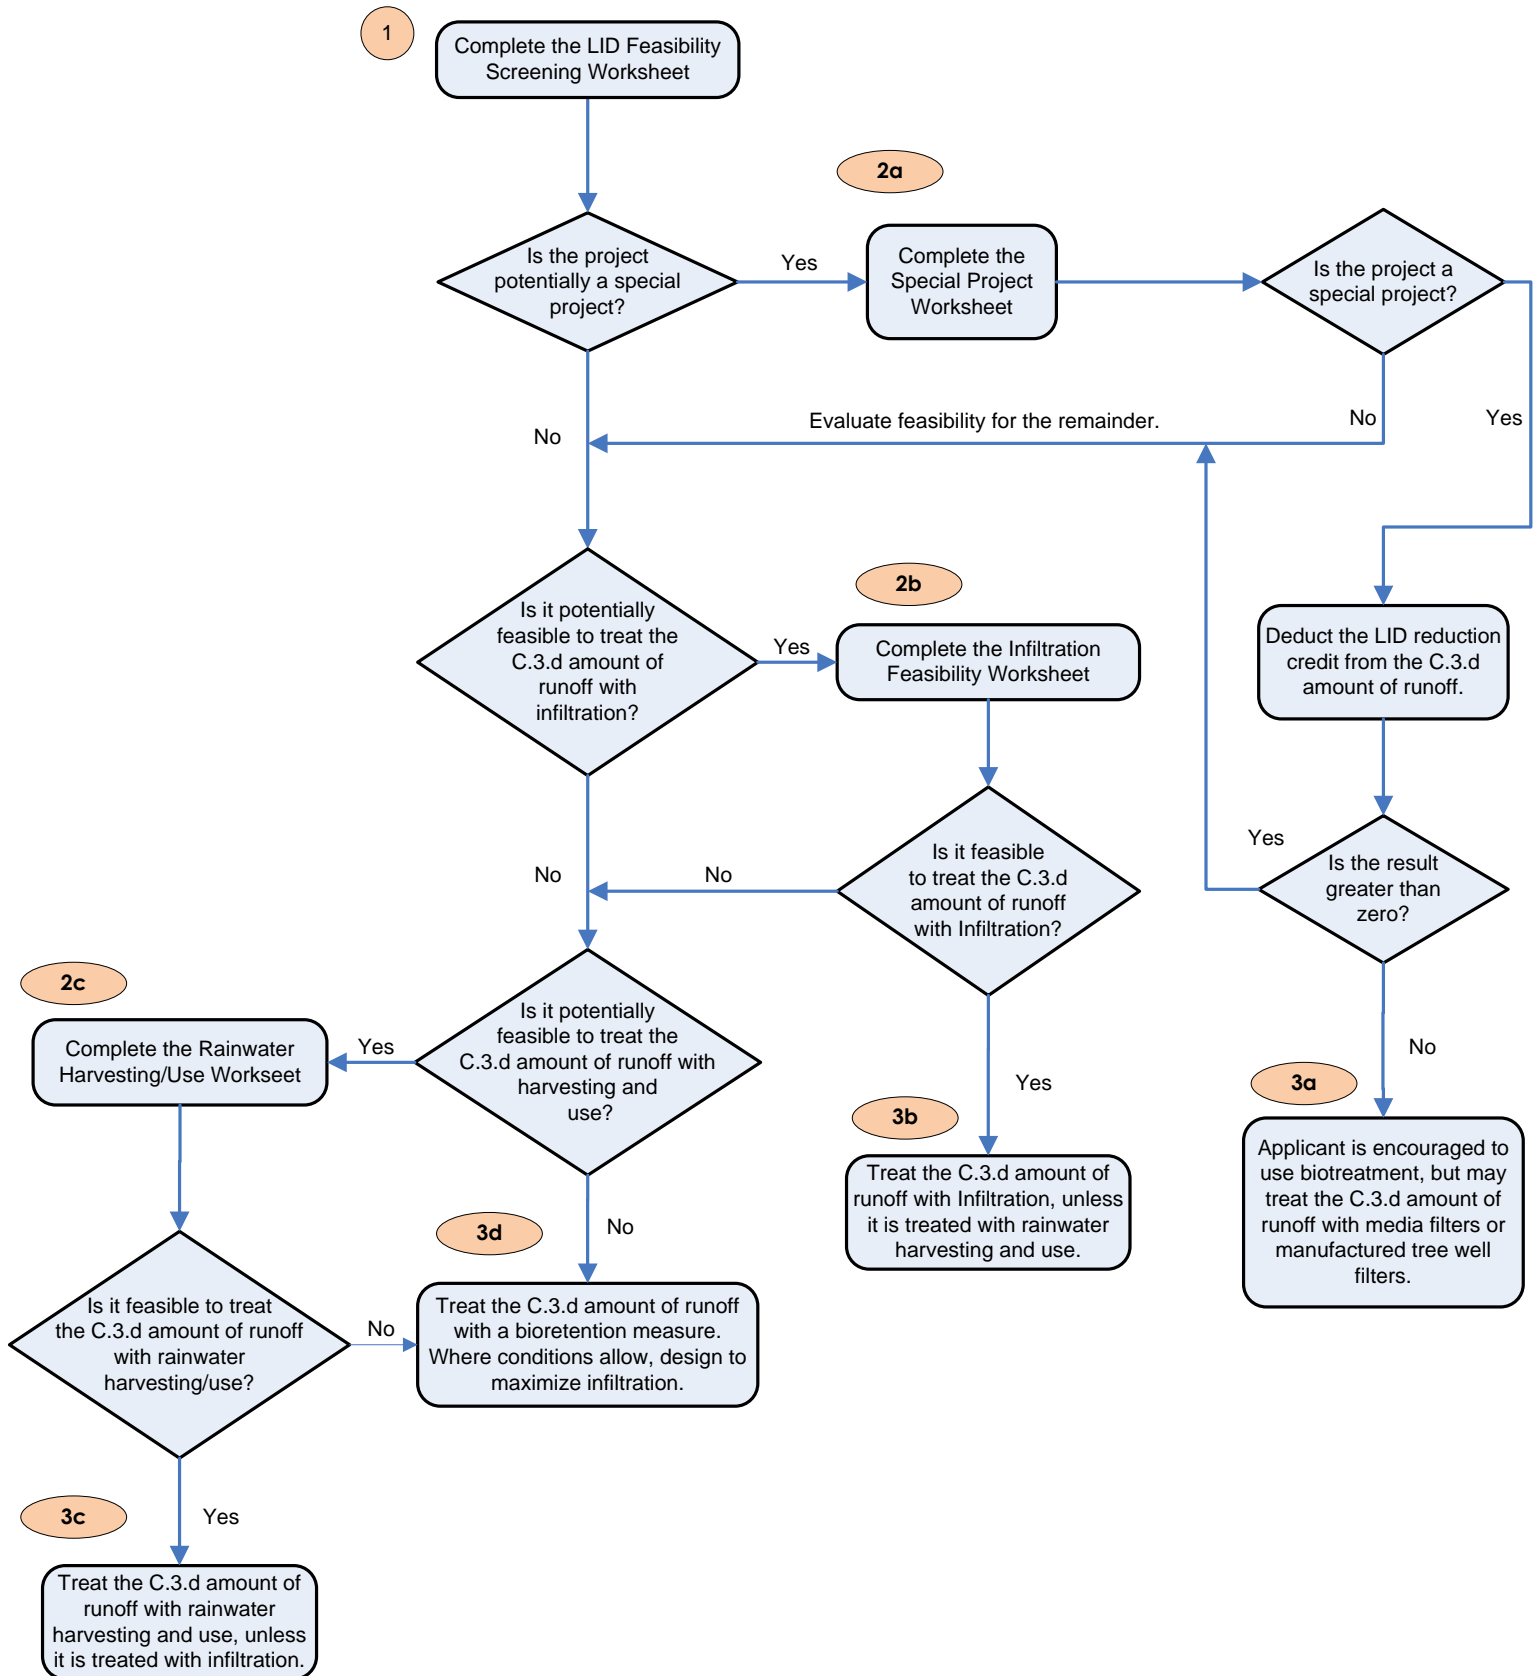 1
Complete the LID Feasibility
Screening Worksheet
2a
Is the project
potentially a special
project?
Yes
Complete the
Special Project
Worksheet
Is the project a
special project?
No
Evaluate feasibility for the remainder.
No
Yes
Is it potentially
feasible to treat the
C.3.d amount of
runoff with
infiltration?
Yes
2b
Complete the Infiltration
Feasibility Worksheet
Deduct the LID reduction
credit from the C.3.d
amount of runoff.
No
No
Is it feasible
to treat the C.3.d
amount of runoff
with Infiltration?
Yes
Is the result
greater than
zero?
2c
Complete the Rainwater
Harvesting/Use Workseet
Yes
Is it potentially
feasible to treat the
C.3.d amount of runoff with
harvesting and
use?
Yes
3b
Treat the C.3.d amount of
runoff with Infiltration, unless
it is treated with rainwater
harvesting and use.
No
3a
Applicant is encouraged to
use biotreatment, but may
treat the C.3.d amount of
runoff with media filters or
manufactured tree well
filters.
3d
No
Is it feasible to treat
the C.3.d amount of runoff
with rainwater
harvesting/use?
No
Treat the C.3.d amount of runoff
with a bioretention measure.
Where conditions allow, design to
maximize infiltration.
3c
Yes
Treat the C.3.d amount of
runoff with rainwater
harvesting and use, unless
it is treated with infiltration.